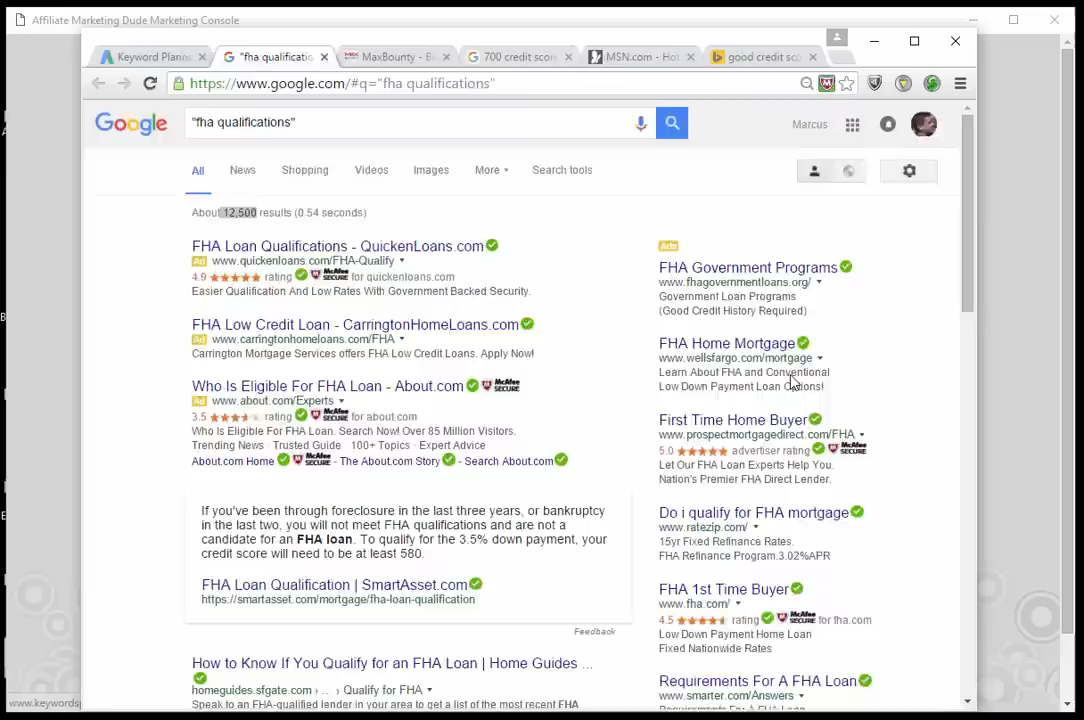 Affiliate Marketing Dude Marketing Console
Keyword Plann
"fha qualificatio
MaxBounty - B
700 credit scor
MSN.com - Hot
good credit sco
https://www.google.com/#q="fha qualifications"
Google
"fha qualifications"
Marcus
All News Shopping Videos Images More Search tools
About 12,500 results (0.54 seconds)
FHA Loan Qualifications - QuickenLoans.com
Ad www.quickenloans.com/FHA-Qualify
4.9 rating McAfee SECURE for quickenloans.com
Easier Qualification And Low Rates With Government Backed Security.
FHA Low Credit Loan - CarringtonHomeLoans.com
Ad www.carringtonhomeloans.com/FHA
Carrington Mortgage Services offers FHA Low Credit Loans. Apply Now!
Who Is Eligible For FHA Loan - About.com McAfee SECURE
Ad www.about.com/Experts
3.5 rating McAfee SECURE for about.com
Who Is Eligible For FHA Loan. Search Now! Over 85 Million Visitors.
Trending News · Trusted Guide · 100+ Topics · Expert Advice
About.com Home McAfee SECURE - The About.com Story - Search About.com
If you've been through foreclosure in the last three years, or bankruptcy
in the last two, you will not meet FHA qualifications and are not a
candidate for an FHA loan. To qualify for the 3.5% down payment, your
credit score will need to be at least 580.
FHA Loan Qualification | SmartAsset.com
https://smartasset.com/mortgage/fha-loan-qualification
Feedback
How to Know If You Qualify for an FHA Loan | Home Guides ...
homeguides.sfgate.com › ... › Qualify for FHA
Speak to an FHA-qualified lender in your area to get a list of the most recent FHA
Ads
FHA Government Programs
www.fhagovernmentloans.org/
Government Loan Programs
(Good Credit History Required)
FHA Home Mortgage
www.wellsfargo.com/mortgage
Learn About FHA and Conventional
Low Down Payment Loan Options!
First Time Home Buyer
www.prospectmortgagedirect.com/FHA
5.0 advertiser rating McAfee SECURE
Let Our FHA Loan Experts Help You.
Nation's Premier FHA Direct Lender.
Do i qualify for FHA mortgage
www.ratezip.com/
15yr Fixed Refinance Rates.
FHA Refinance Program.3.02%APR
FHA 1st Time Buyer
www.fha.com/
4.5 rating McAfee SECURE for fha.com
Low Down Payment Home Loan
Fixed Nationwide Rates
Requirements For A FHA Loan
www.smarter.com/Answers
www.keywords